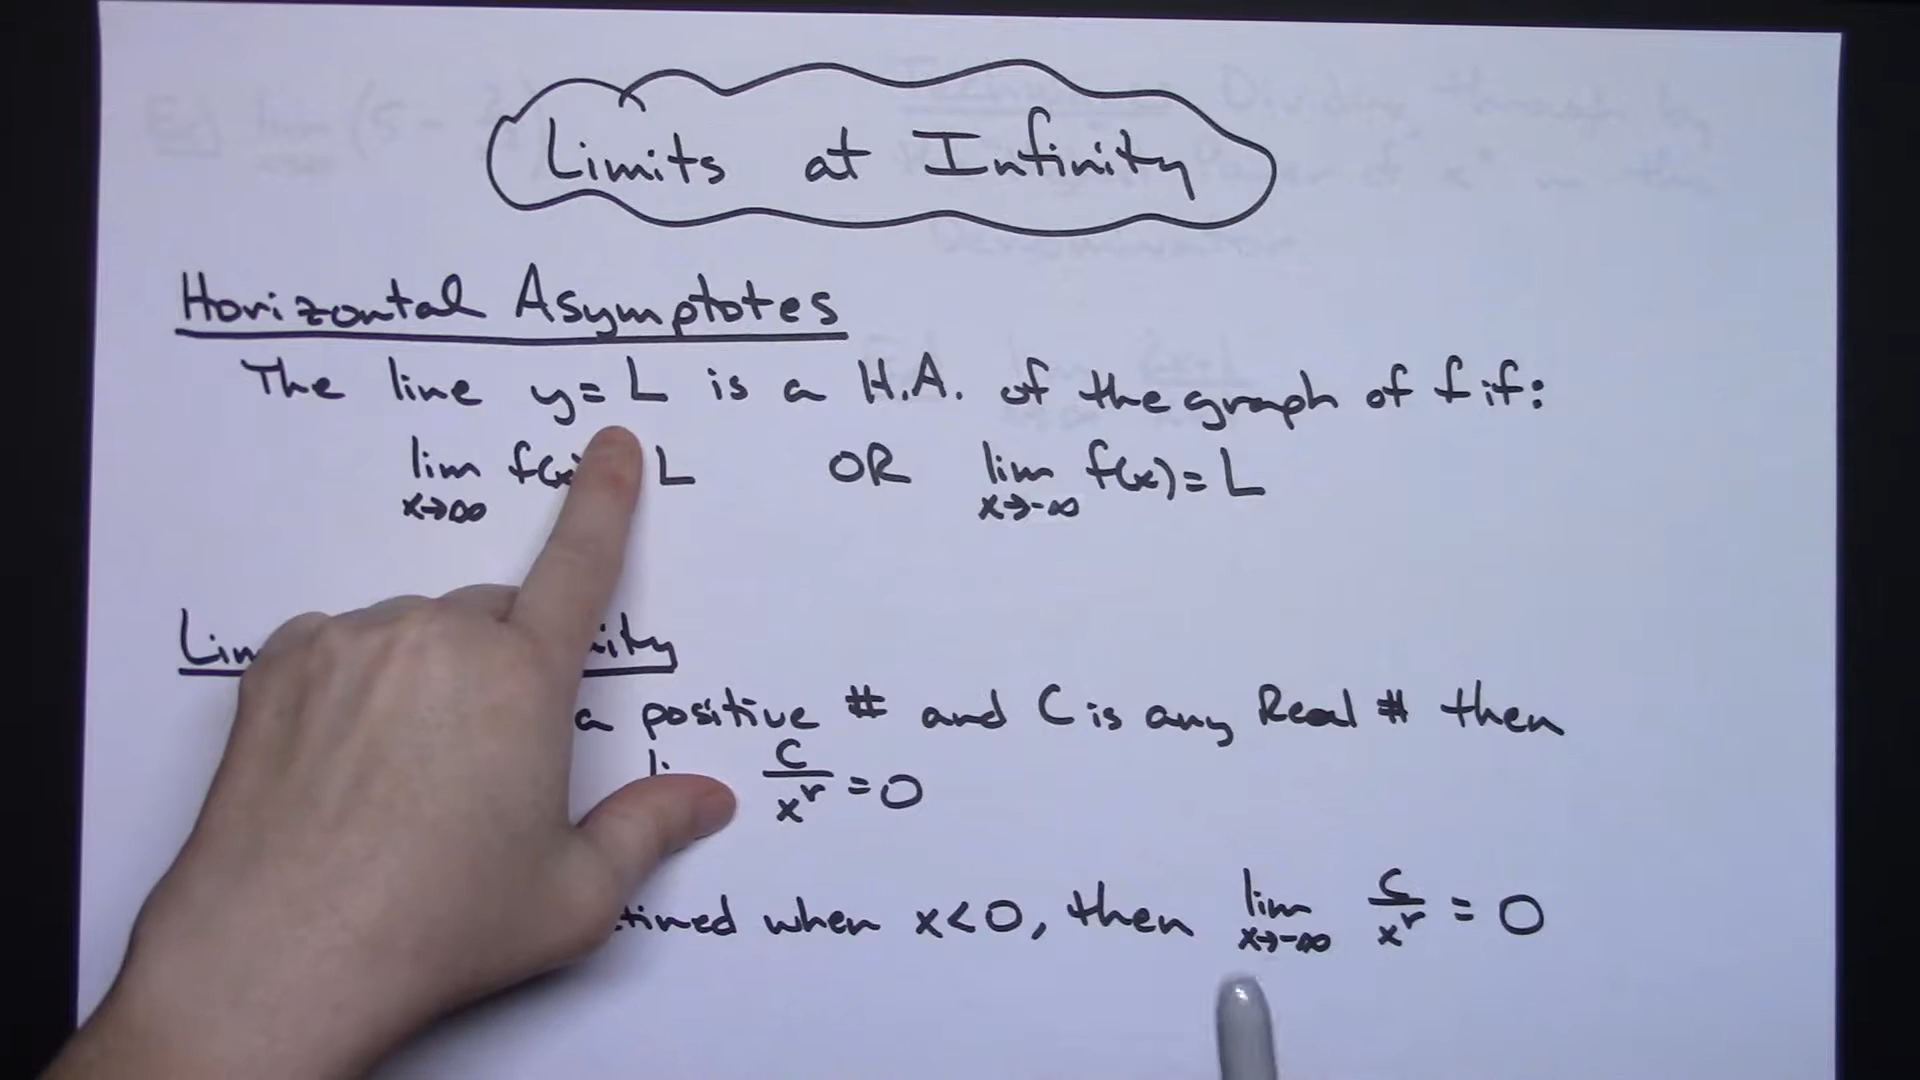 Limits at Infinity
Horizontal Asymptotes
The line y= L is a H.A. of the graph of f if:
lim x→∞ f(x) L OR lim x→-∞ f(x) = L
a positive # and C is any Real # then
C/x^r = 0
when x<0, then lim x→-∞ C/x^r = 0